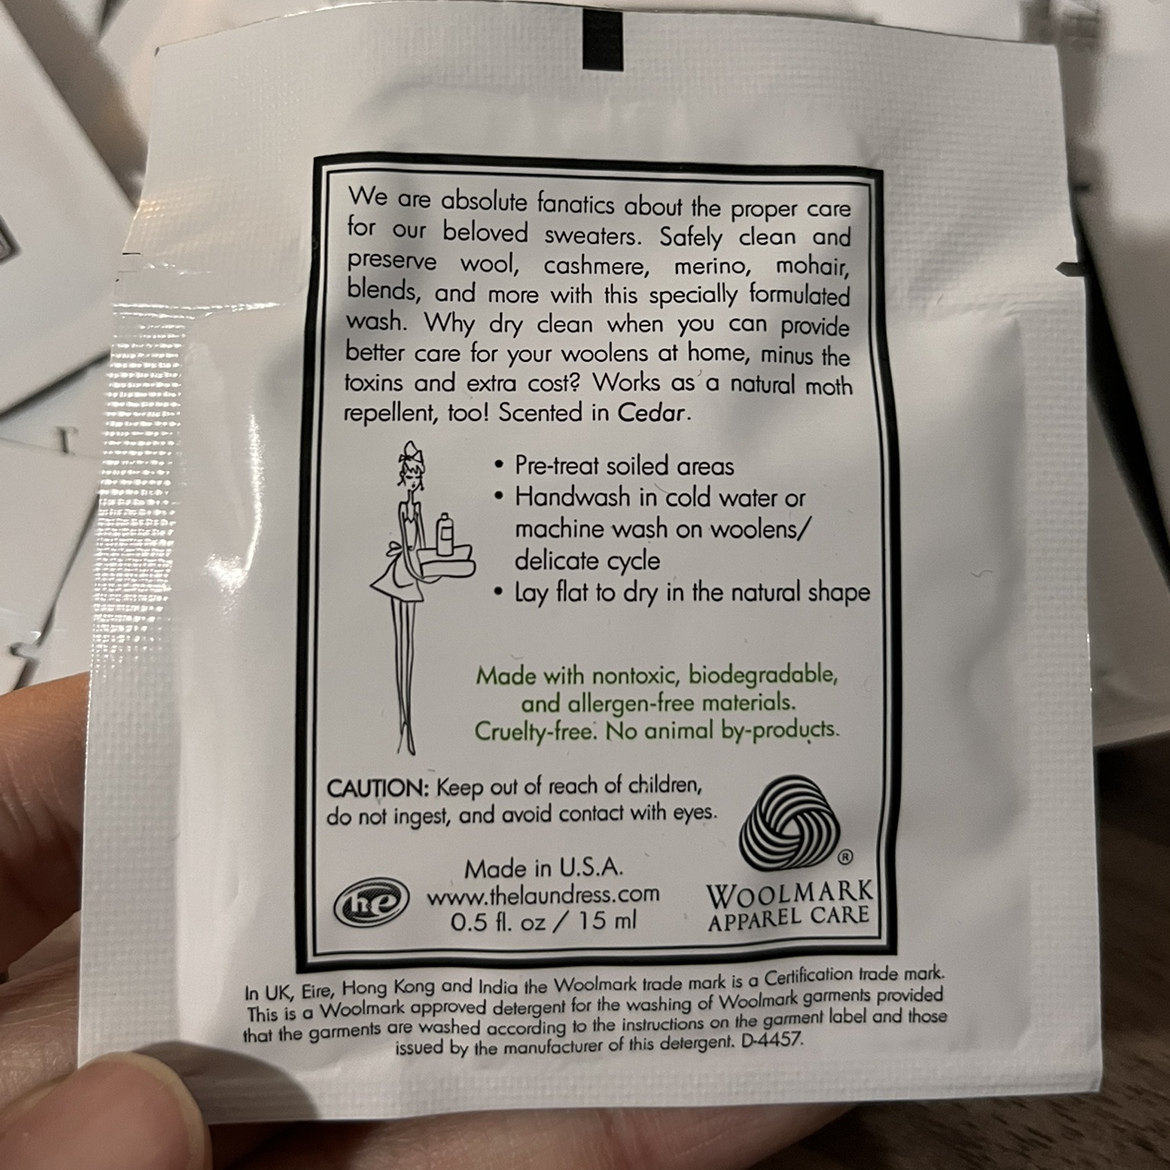 We are absolute fanatics about the proper care
for our beloved sweaters. Safely clean and
preserve wool, cashmere, merino, mohair,
blends, and more with this specially formulated
wash. Why dry clean when you can provide
better care for your woolens at home, minus the
toxins and extra cost? Works as a natural moth
repellent, too! Scented in Cedar.
• Pre-treat soiled areas
• Handwash in cold water or
machine wash on woolens/
delicate cycle
• Lay flat to dry in the natural shape
Made with nontoxic, biodegradable,
and allergen-free materials.
Cruelty-free. No animal by-products.
CAUTION: Keep out of reach of children,
do not ingest, and avoid contact with eyes.
Made in U.S.A.
he
www.thelaundress.com
0.5 fl. oz / 15 ml
®
WOOLMARK
APPAREL CARE
In UK, Eire, Hong Kong and India the Woolmark trade mark is a Certification trade mark.
This is a Woolmark approved detergent for the washing of Woolmark garments provided
that the garments are washed according to the instructions on the garment label and those
issued by the manufacturer of this detergent. D-4457.